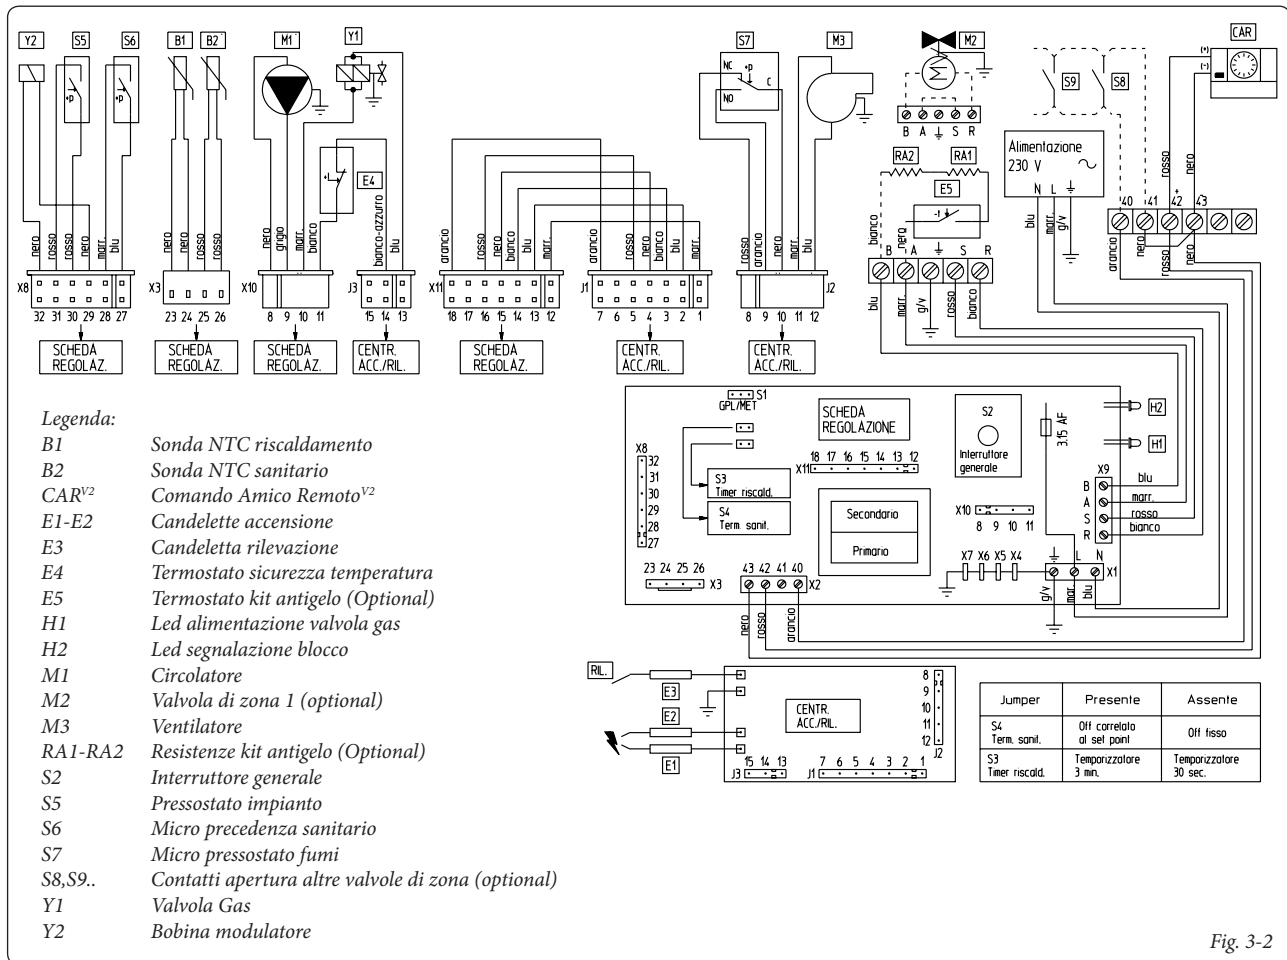 Y2 S5 S6 B1 B2 M1 Y1 S7 M3 M2 CAR
+p +p NC +p C NO
S9 S8 (+) (-)
B A S R
RA2 RA1
E5
E4
Alimentazione
230 V
N L
blu marr. g/v
rosso nero
40 41 42 + 43
nero rosso rosso nero marr. blu
nero nero rosso rosso
nero grigio marr. bianco
bianco-azzurro blu
arancio rosso nero bianco blu marr.
arancio rosso nero bianco blu marr.
rosso arancio nero marr. blu
bianco nero
B A S R
blu marr. g/v rosso bianco
arancio nero rosso nero
X8 X3 X10 J3 X11 J1 J2
32 31 30 29 28 27
23 24 25 26
8 9 10 11
15 14 13
18 17 16 15 14 13 12
7 6 5 4 3 2 1
8 9 10 11 12
SCHEDA
REGOLAZ.
SCHEDA
REGOLAZ.
SCHEDA
REGOLAZ.
CENTR.
ACC./RIL.
SCHEDA
REGOLAZ.
CENTR.
ACC./RIL.
CENTR.
ACC./RIL.
S1
GPL/MET
SCHEDA
REGOLAZIONE
S2
Interruttore
generale
3.15 AF
H2
H1
X8
32
31
30
29
28
27
X11 18 17 16 15 14 13 12
S3
Timer riscald.
S4
Term. sanit.
Secondario
Primario
X10
8 9 10 11
X9
B blu
A marr.
S rosso
R bianco
X7 X6 X5 X4
L N
X1
g/v mar. blu
23 24 25 26 X3
43 42 41 40 X2
nero rosso arancio
RIL.
E3
E2
E1
CENTR.
ACC./RIL.
8
9
10
11
12
J2
J3 15 14 13
J1 7 6 5 4 3 2 1
Jumper Presente Assente
S4
Term. sanit.
Off correlato
al set point
Off fisso
S3
Timer riscald.
Temporizzatore
3 min.
Temporizzatore
30 sec.
Legenda:
B1 Sonda NTC riscaldamento
B2 Sonda NTC sanitario
CARV2 Comando Amico RemotoV2
E1-E2 Candelette accensione
E3 Candeletta rilevazione
E4 Termostato sicurezza temperatura
E5 Termostato kit antigelo (Optional)
H1 Led alimentazione valvola gas
H2 Led segnalazione blocco
M1 Circolatore
M2 Valvola di zona 1 (optional)
M3 Ventilatore
RA1-RA2 Resistenze kit antigelo (Optional)
S2 Interruttore generale
S5 Pressostato impianto
S6 Micro precedenza sanitario
S7 Micro pressostato fumi
S8,S9.. Contatti apertura altre valvole di zona (optional)
Y1 Valvola Gas
Y2 Bobina modulatore
Fig. 3-2